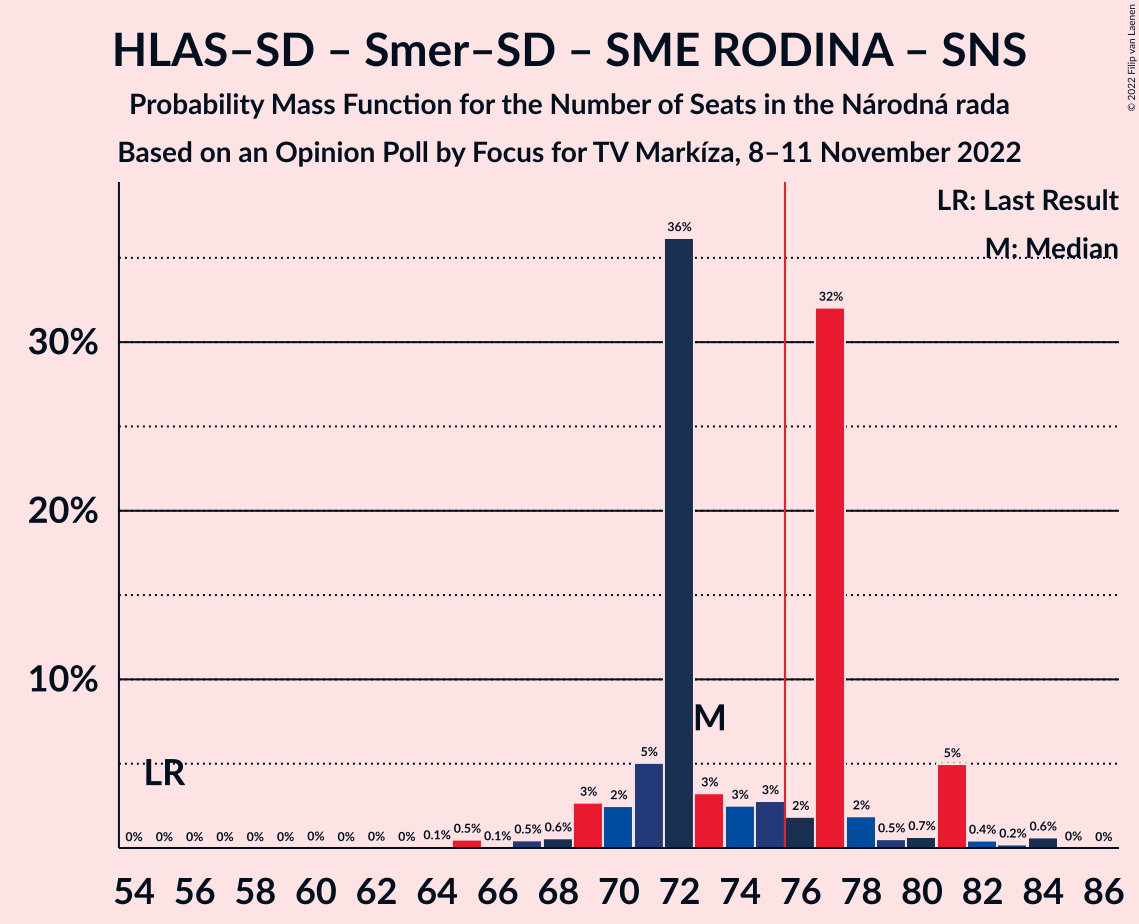 HLAS–SD – Smer–SD – SME RODINA – SNS
Probability Mass Function for the Number of Seats in the Národná rada
Based on an Opinion Poll by Focus for TV Markíza, 8–11 November 2022
© 2022 Filip van Laenen
LR: Last Result
M: Median
30%
20%
10%
LR
M
0% 0% 0% 0% 0% 0% 0% 0% 0% 0% 0.1% 0.5% 0.1% 0.5% 0.6% 3% 2% 5% 36% 3% 3% 3% 2% 32% 2% 0.5% 0.7% 5% 0.4% 0.2% 0.6% 0% 0%
54 56 58 60 62 64 66 68 70 72 74 76 78 80 82 84 86